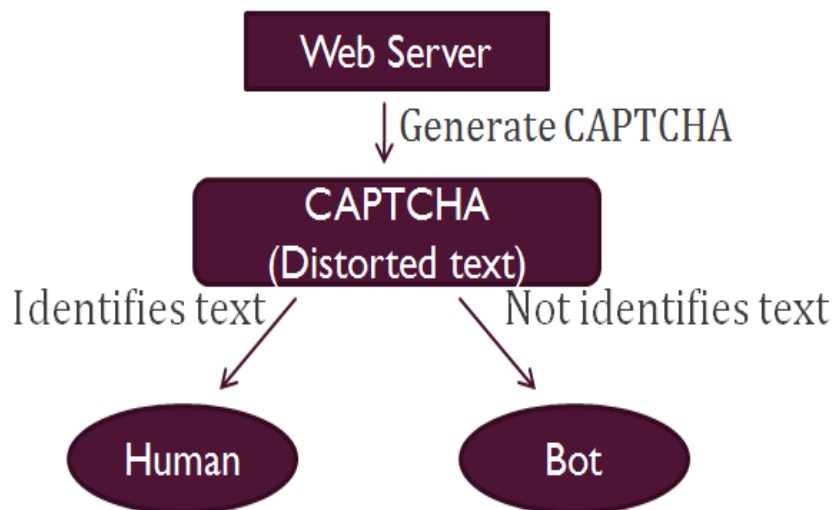 Web Server
Generate CAPTCHA
CAPTCHA
(Distorted text)
Identifies text
Not identifies text
Human
Bot